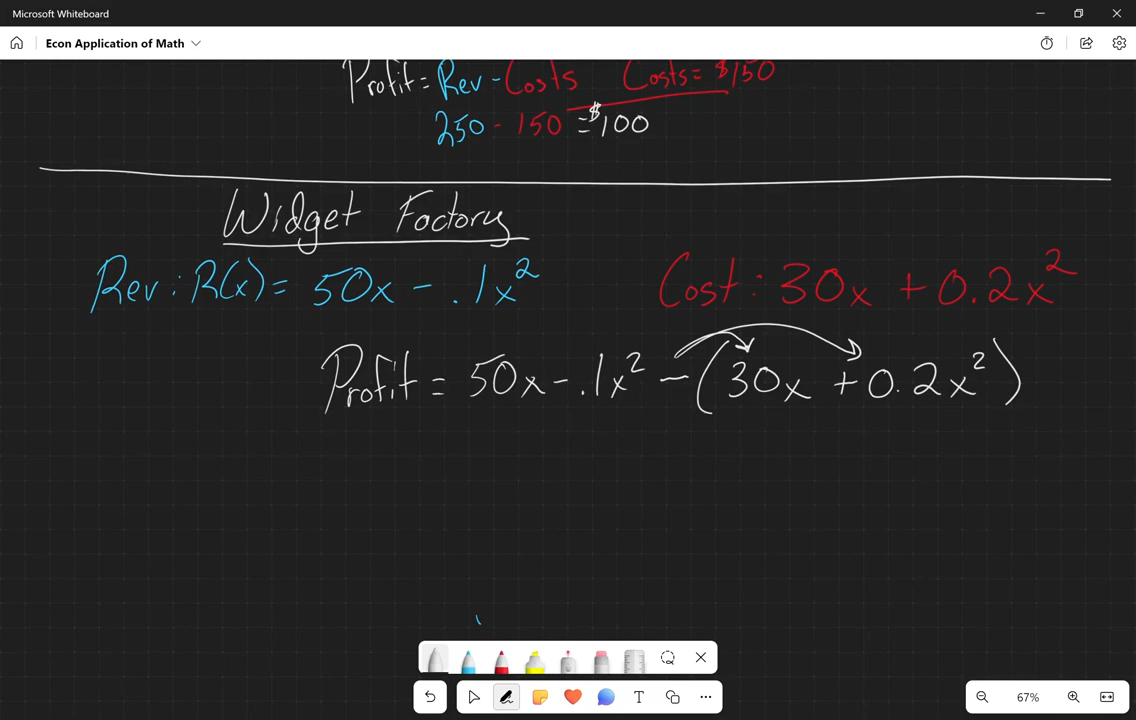 Microsoft Whiteboard
Econ Application of Math
Profit = Rev - Costs Costs = $150
250 - 150 = $100
Widget Factory
Rev: R(x) = 50x - .1x²
Cost: 30x + 0.2x²
Profit = 50x - .1x² - (30x + 0.2x²)
T
67%